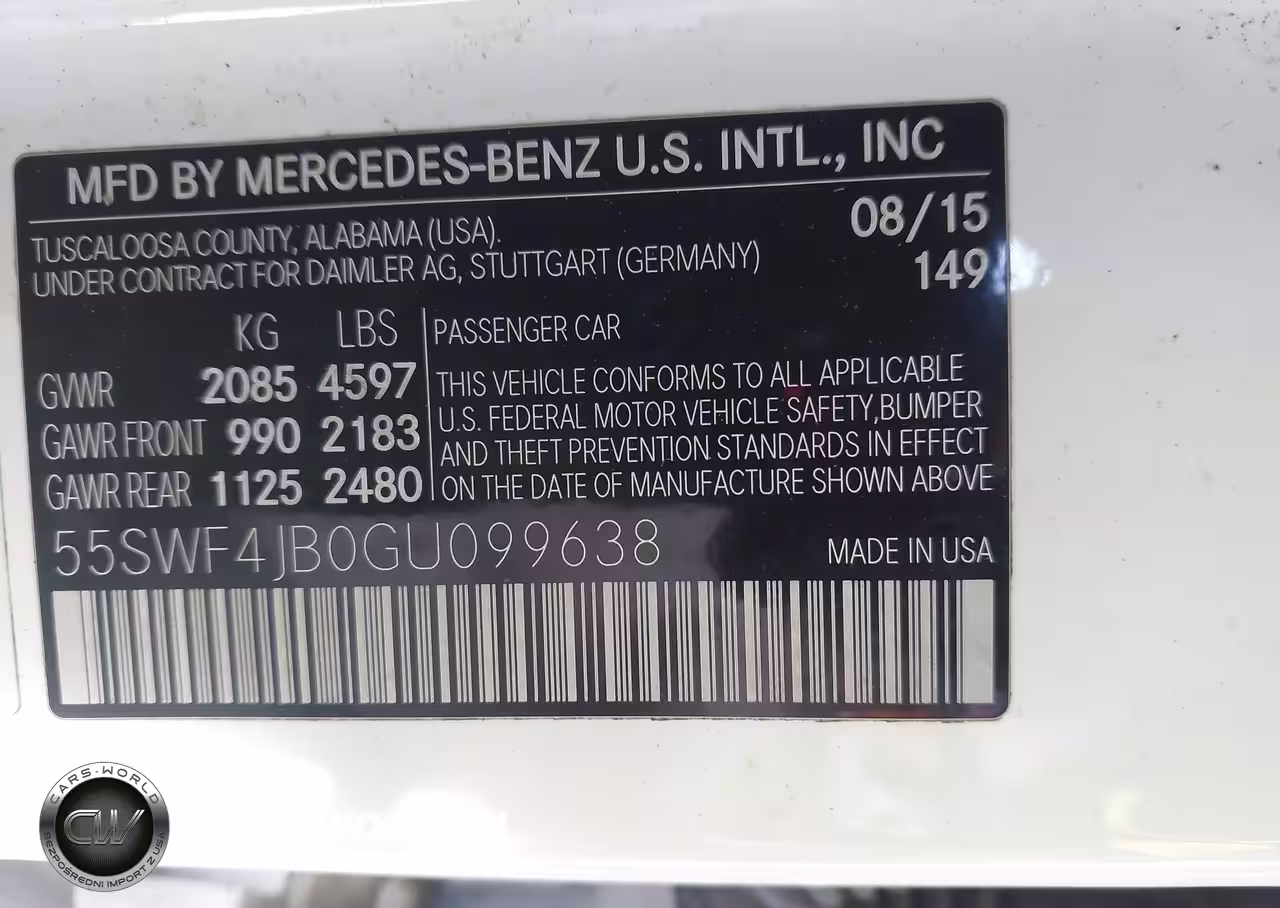 MFD BY MERCEDES-BENZ U.S. INTL., INC
TUSCALOOSA COUNTY, ALABAMA (USA).
UNDER CONTRACT FOR DAIMLER AG, STUTTGART (GERMANY)
08/15
149
KG LBS
GVWR 2085 4597
GAWR FRONT 990 2183
GAWR REAR 1125 2480
PASSENGER CAR
THIS VEHICLE CONFORMS TO ALL APPLICABLE
U.S. FEDERAL MOTOR VEHICLE SAFETY,BUMPER
AND THEFT PREVENTION STANDARDS IN EFFECT
ON THE DATE OF MANUFACTURE SHOWN ABOVE
55SWF4JB0GU099638
MADE IN USA
CARS-WORLD
CW
BEZPOŚREDNI IMPORT Z USA